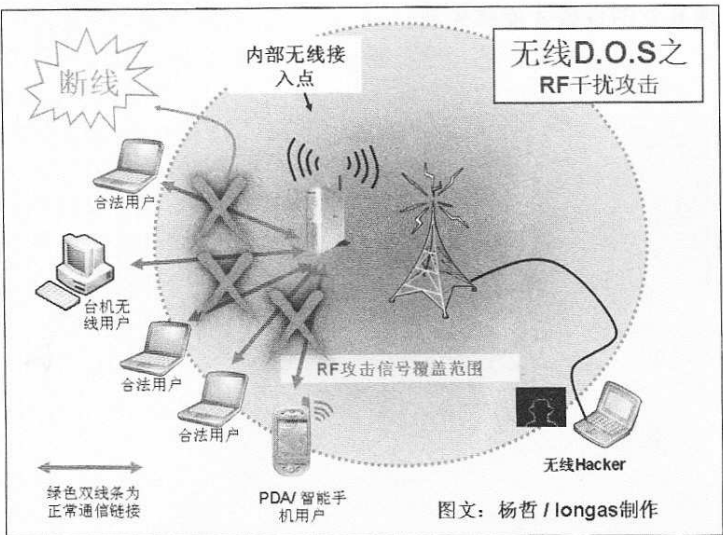 无线D.O.S之
RF干扰攻击
内部无线接
入点
断线
合法用户
台机无
线用户
合法用户
合法用户
RF攻击信号覆盖范围
PDA/ 智能手
机用户
无线Hacker
绿色双线条为
正常通信链接
图文：杨哲 / longas制作